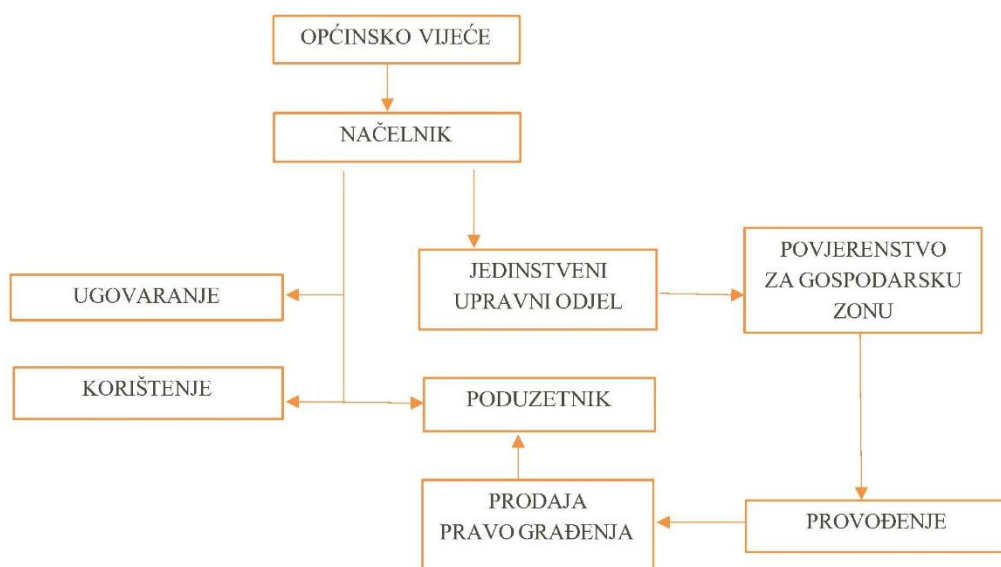 OPĆINSKO VIJEĆE
NAČELNIK
JEDINSTVENI
UPRAVNI ODJEL
POVJERENSTVO
ZA GOSPODARSKU
ZONU
UGOVARANJE
KORIŠTENJE
PODUZETNIK
PRODAJA
PRAVO GRAĐENJA
PROVOĐENJE